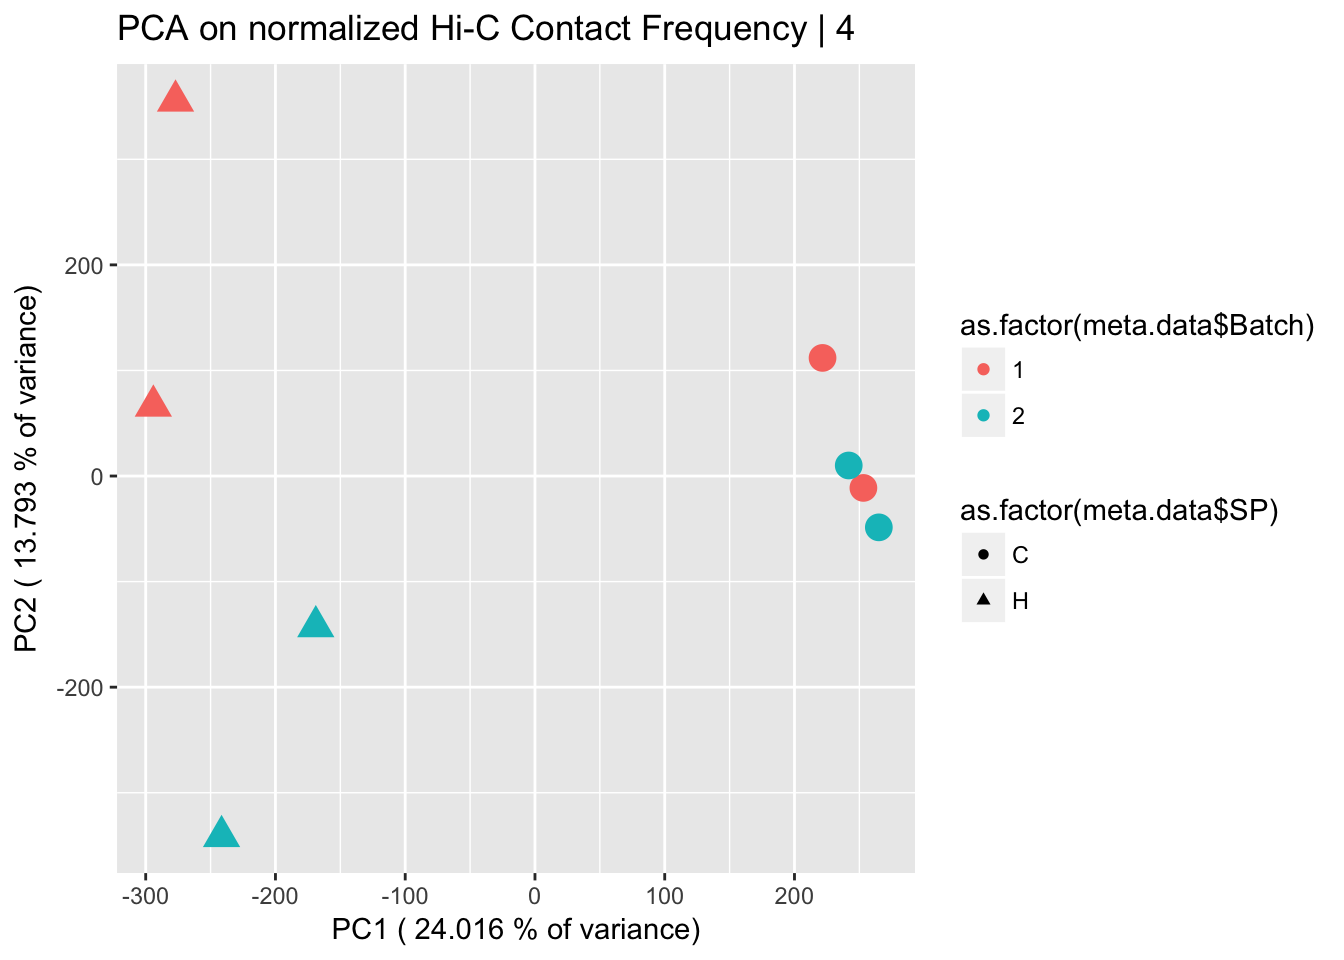 PCA on normalized Hi-C Contact Frequency | 4
PC2 ( 13.793 % of variance)
200
0
-200
-300
-200
-100
0
100
200
PC1 ( 24.016 % of variance)
as.factor(meta.data$Batch)
1
2
as.factor(meta.data$SP)
C
H